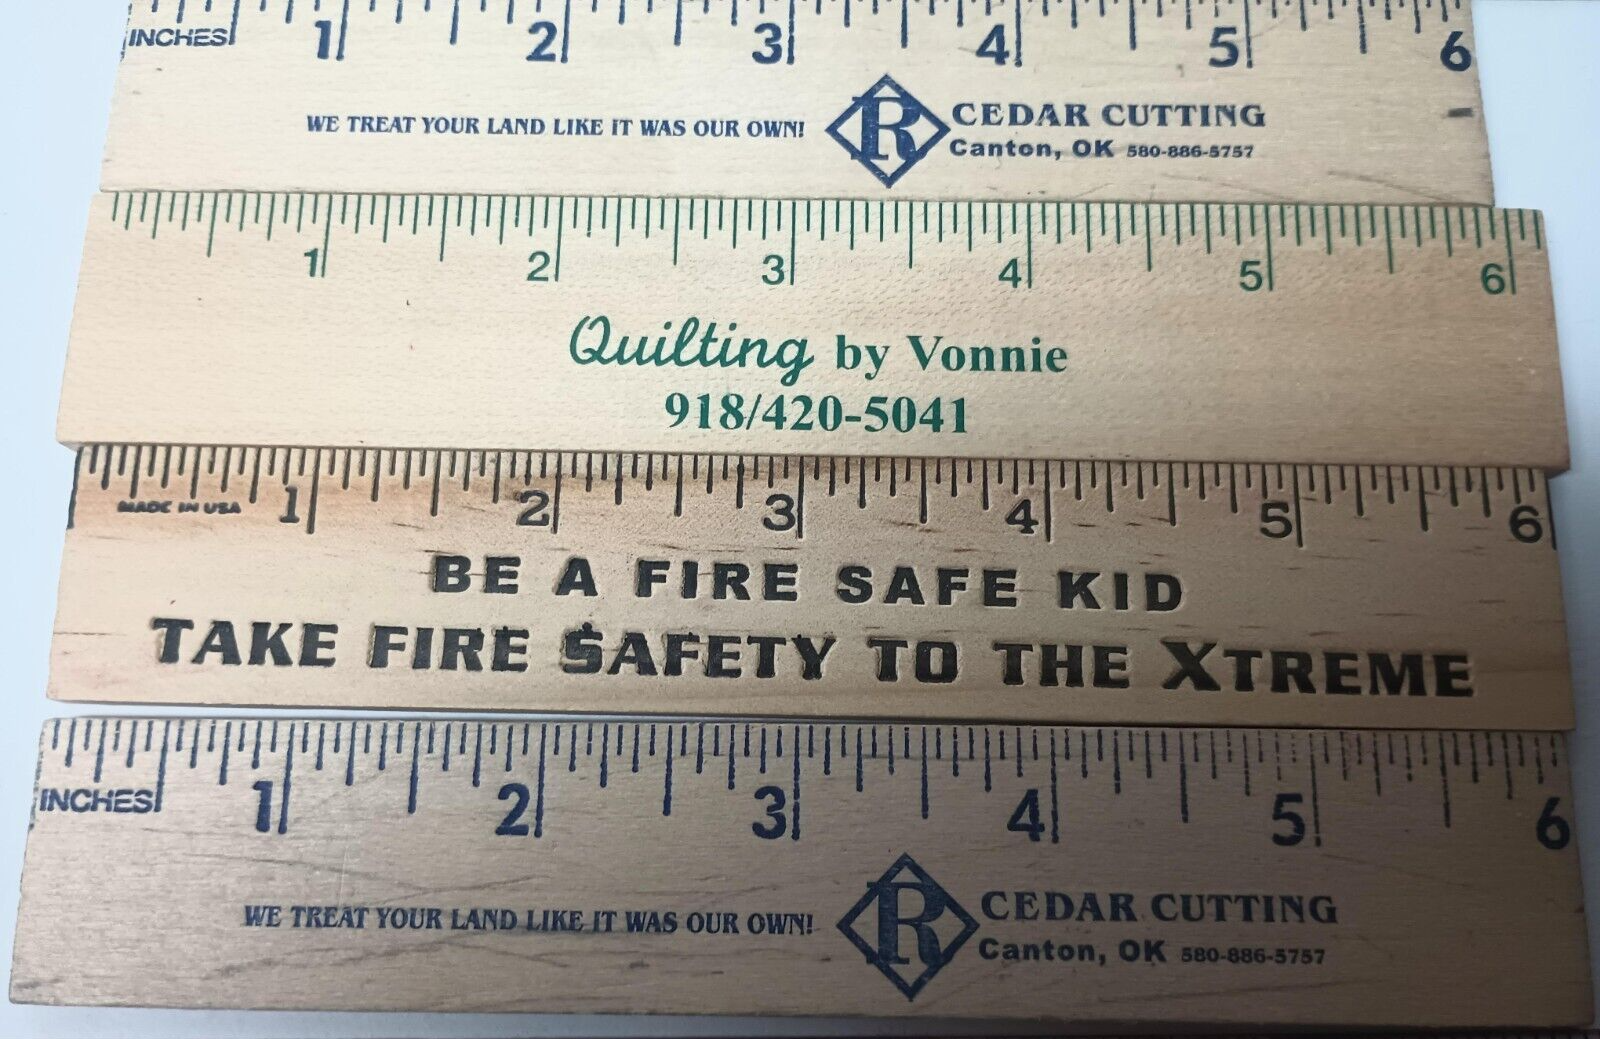 INCHES 1 2 3 4 5 6
WE TREAT YOUR LAND LIKE IT WAS OUR OWN! R CEDAR CUTTING
Canton, OK 580-886-5757
1 2 3 4 5 6
Quilting by Vonnie
918/420-5041
MADE IN USA 1 2 3 4 5 6
BE A FIRE SAFE KID
TAKE FIRE SAFETY TO THE XTREME
INCHES 1 2 3 4 5 6
WE TREAT YOUR LAND LIKE IT WAS OUR OWN! R CEDAR CUTTING
Canton, OK 580-886-5757